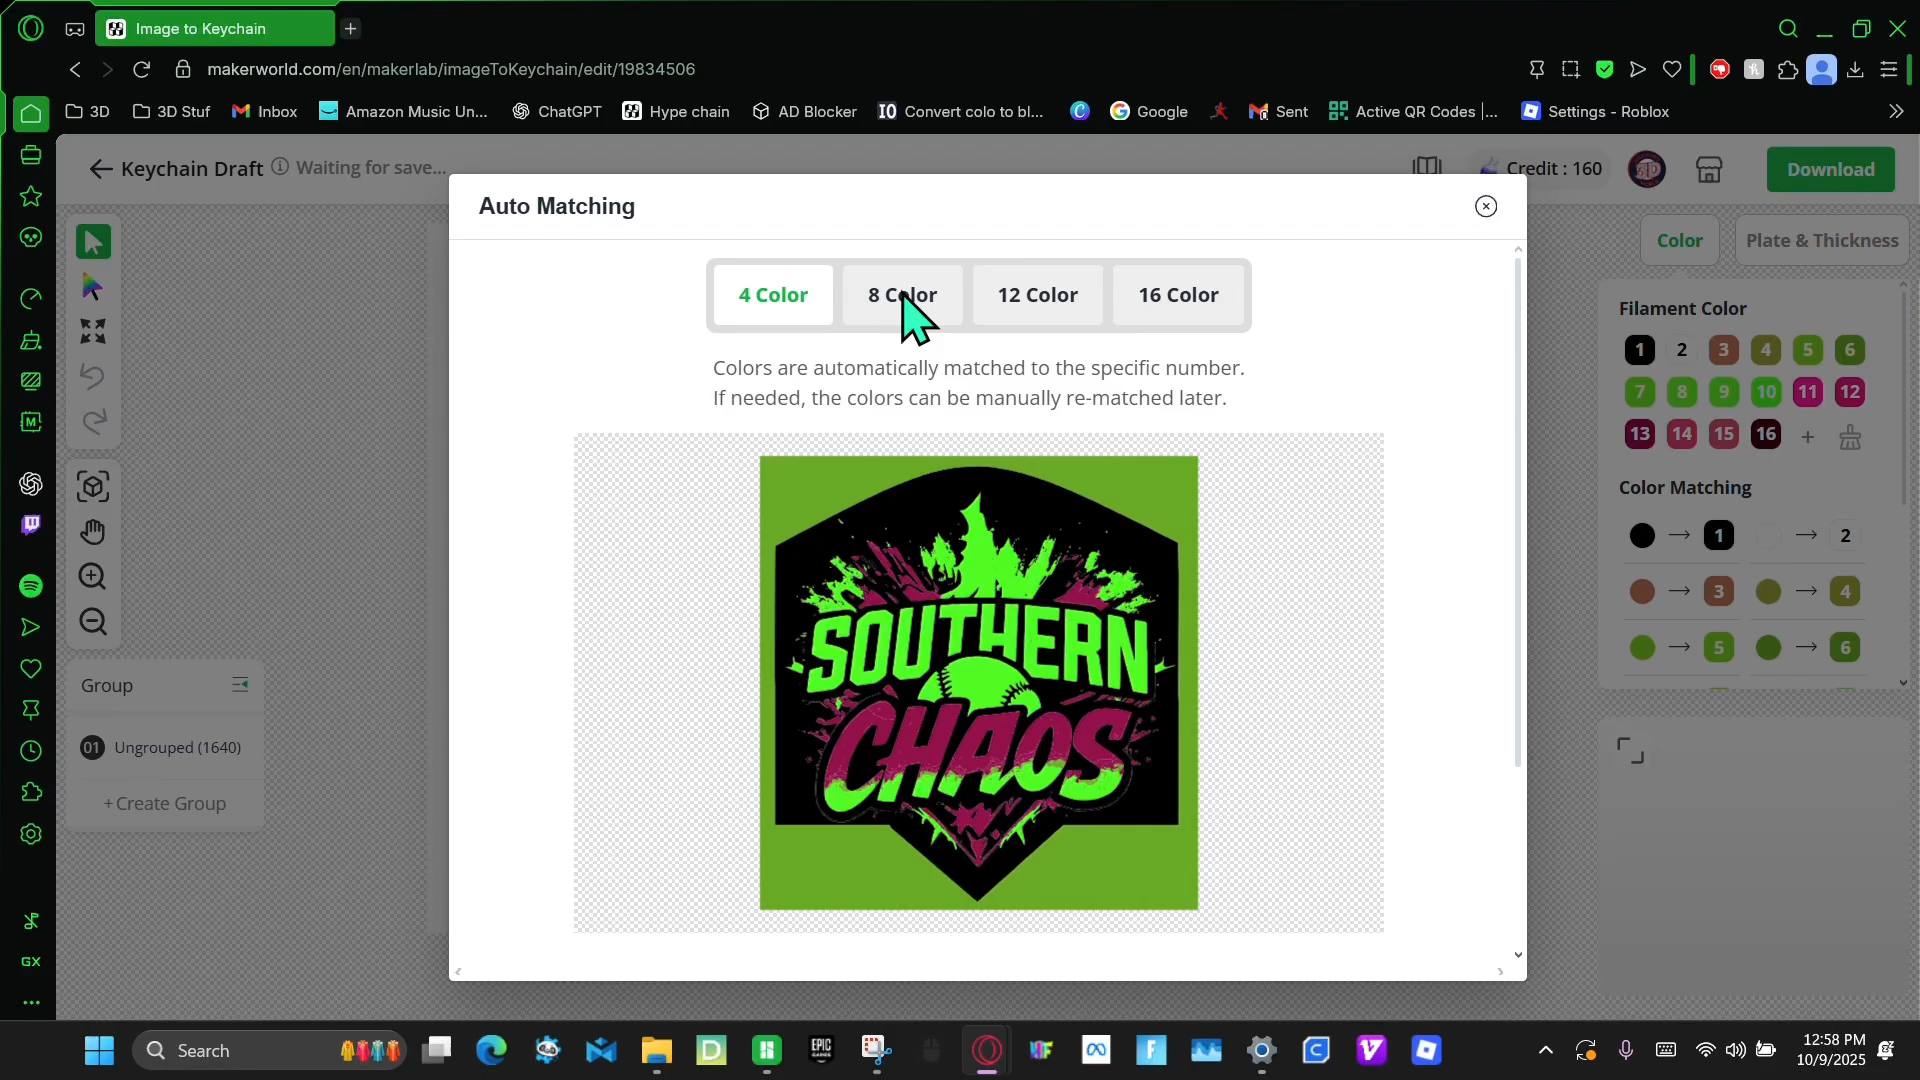 Image to Keychain
makerworld.com/en/makerlab/imageToKeychain/edit/19834506
3D
3D Stuf
Inbox
Amazon Music Un...
ChatGPT
Hype chain
AD Blocker
IO Convert colo to bl...
Google
Sent
Active QR Codes |...
Settings - Roblox
Keychain Draft
Waiting for save...
Credit : 160
Download
Auto Matching
Color
Plate & Thickness
4 Color
8 Color
12 Color
16 Color
Colors are automatically matched to the specific number.
If needed, the colors can be manually re-matched later.
Filament Color
1 2 3 4 5 6
7 8 9 10 11 12
13 14 15 16 +
Color Matching
1 2
3 4
5 6
SOUTHERN
CHAOS
Group
01 Ungrouped (1640)
+ Create Group
GX
Search
EPIC
GAMES
12:58 PM
10/9/2025